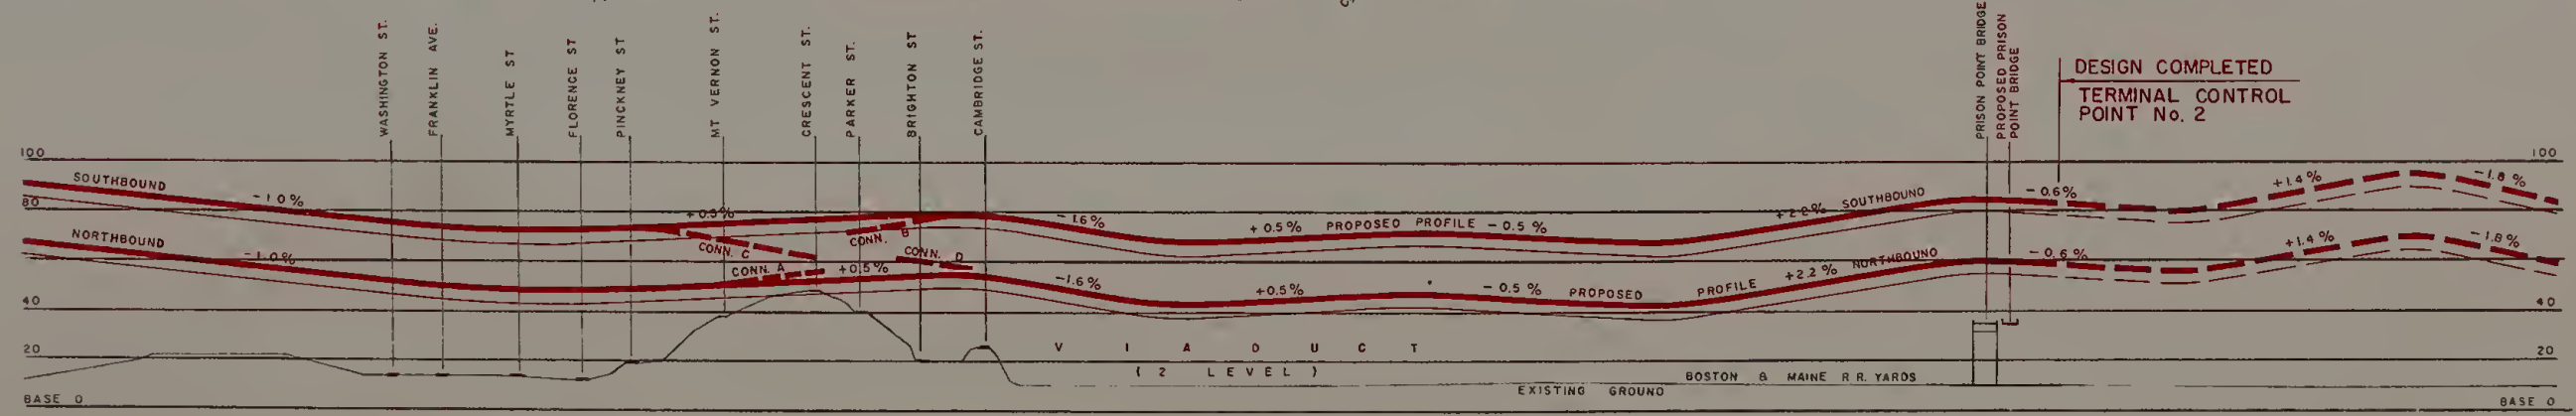 WASHINGTON ST.
FRANKLIN AVE.
MYRTLE ST
FLORENCE ST
PINCKNEY ST
MT VERNON ST.
CRESCENT ST.
PARKER ST.
BRIGHTON ST
CAMBRIDGE ST.
PRISON POINT BRIDGE
PROPOSED PRISON
POINT BRIDGE
DESIGN COMPLETED
TERMINAL CONTROL
POINT No. 2
100
100
SOUTHBOUND
-1.0%
+0.5%
-1.6%
+0.5%
PROPOSED PROFILE
-0.5%
+2.2%
SOUTHBOUND
-0.6%
+1.4%
-1.8%
80
CONN. B
CONN. C
CONN. D
CONN. A
NORTHBOUND
-1.0%
+0.5%
-1.6%
+0.5%
-0.5%
PROPOSED
PROFILE
+2.2%
NORTHBOUND
-0.6%
+1.4%
-1.8%
40
40
20
20
VIADUCT
(2 LEVEL)
BOSTON & MAINE R.R. YARDS
EXISTING GROUND
BASE 0
BASE 0